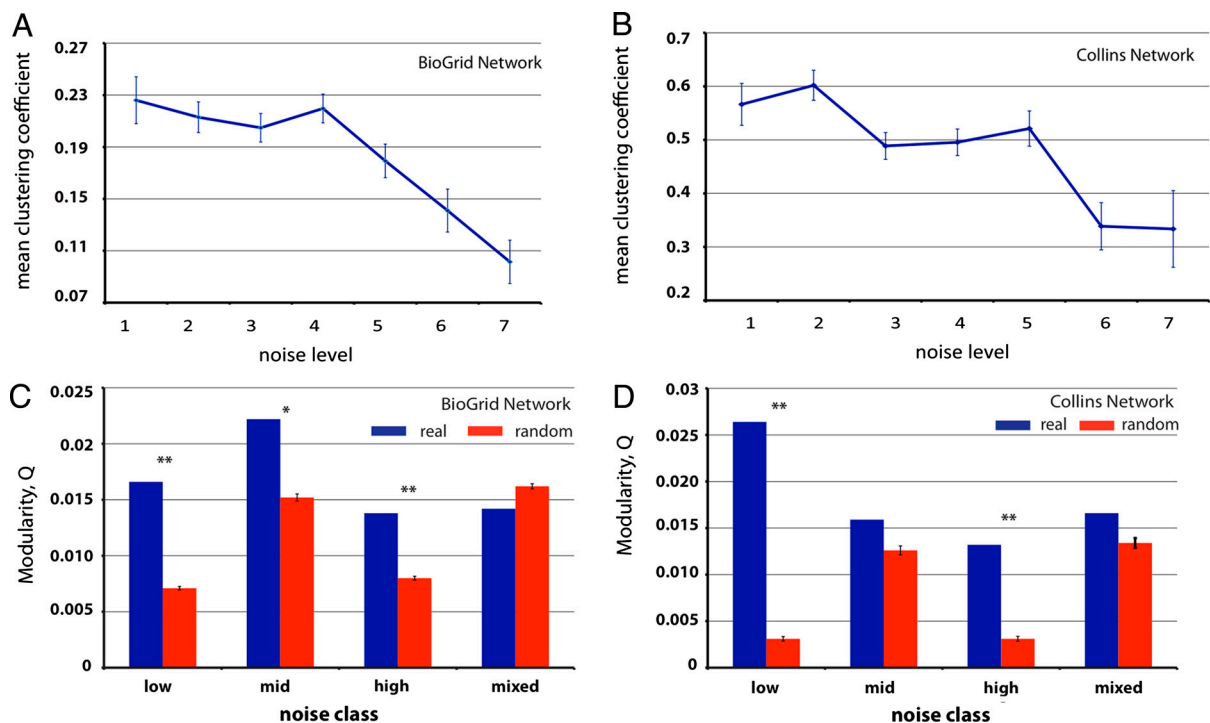 A
BioGrid Network
mean clustering coefficient
0.27
0.23
0.19
0.15
0.11
0.07
1 2 3 4 5 6 7
noise level
B
Collins Network
mean clustering coefficient
0.7
0.6
0.5
0.4
0.3
0.2
1 2 3 4 5 6 7
noise level
C
BioGrid Network
real random
Modularity, Q
0.025
0.02
0.015
0.01
0.005
0
** * **
low mid high mixed
noise class
D
Collins Network
real random
Modularity, Q
0.03
0.025
0.02
0.015
0.010
0.005
0
** **
low mid high mixed
noise class